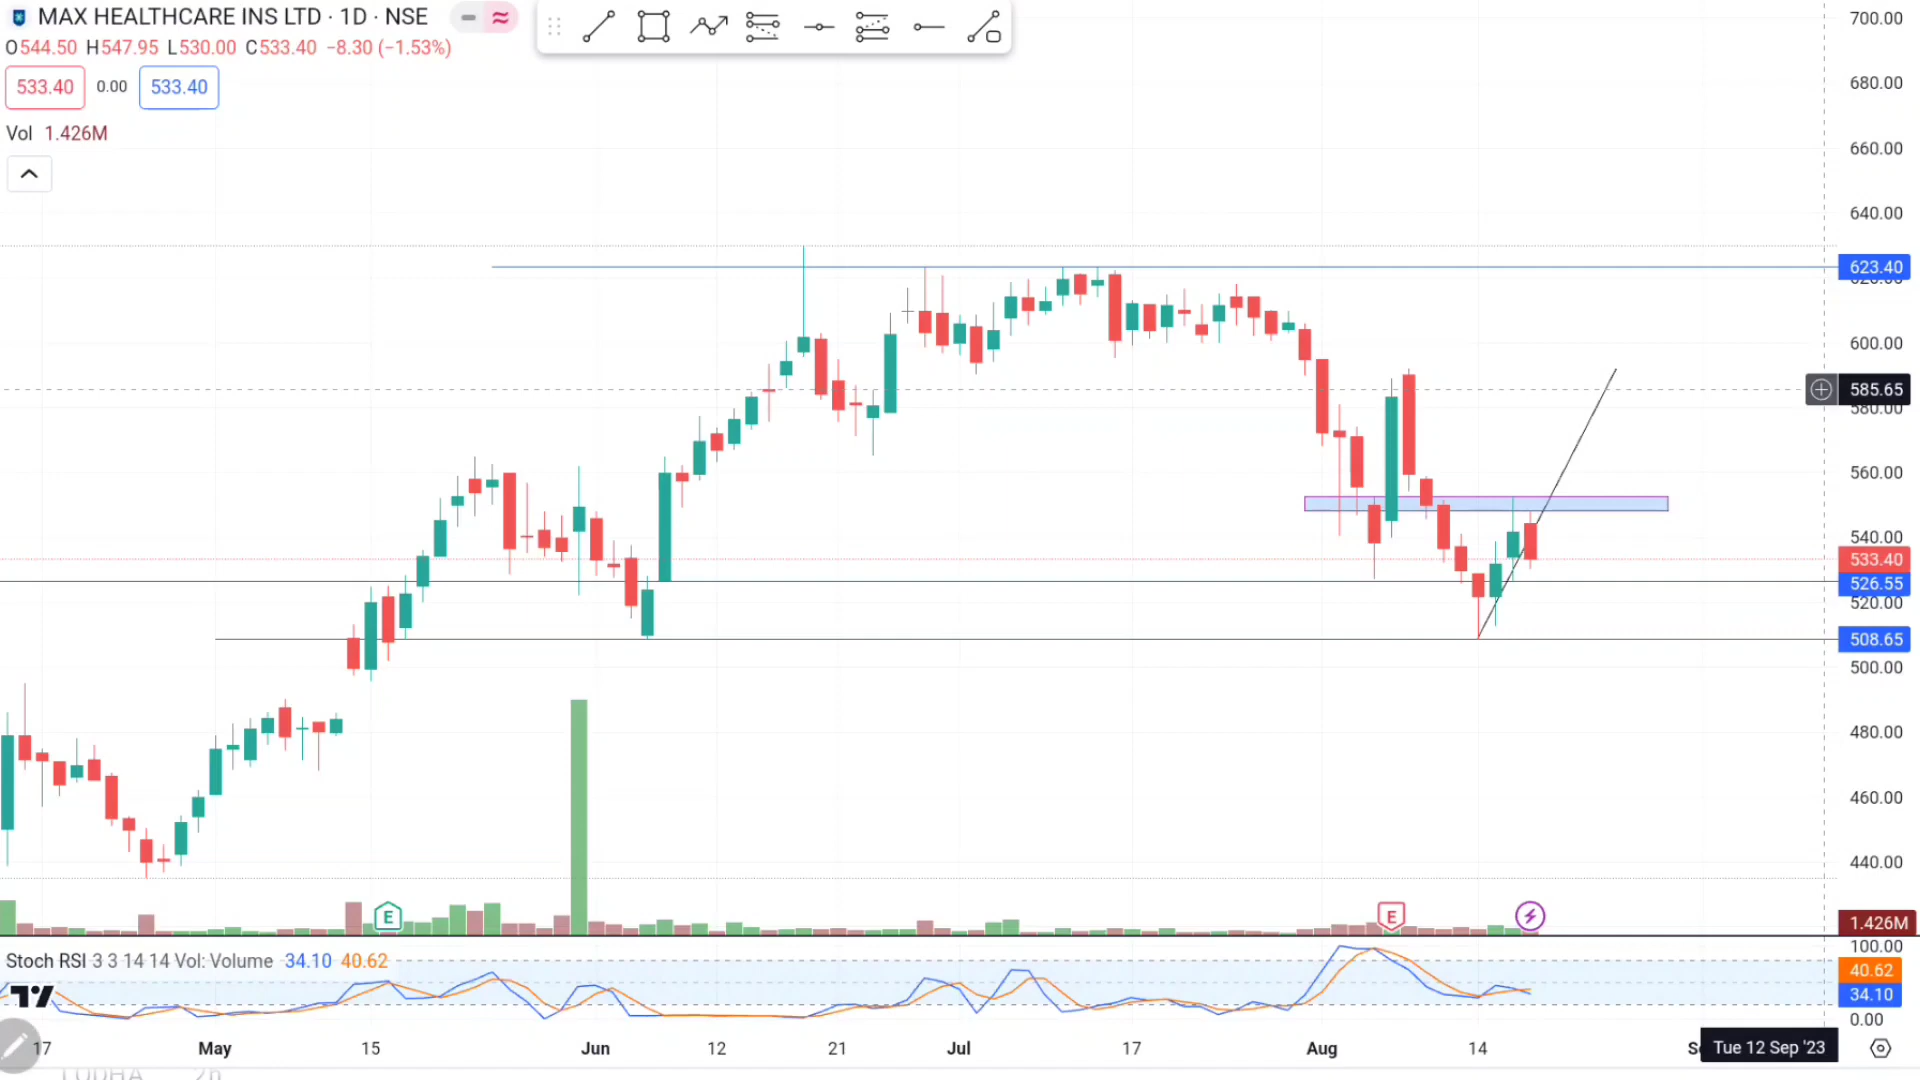 MAX HEALTHCARE INS LTD · 1D · NSE
O544.50 H547.95 L530.00 C533.40 −8.30 (−1.53%)
533.40 0.00 533.40
Vol 1.426M
700.00
680.00
660.00
640.00
623.40
600.00
585.65
580.00
560.00
540.00
533.40
526.55
520.00
508.65
500.00
480.00
460.00
440.00
E
E
1.426M
100.00
Stoch RSI 3 3 14 14 Vol: Volume 34.10 40.62
40.62
34.10
0.00
17 May 15 Jun 12 21 Jul 17 Aug 14 Tue 12 Sep '23
LODHA 2h